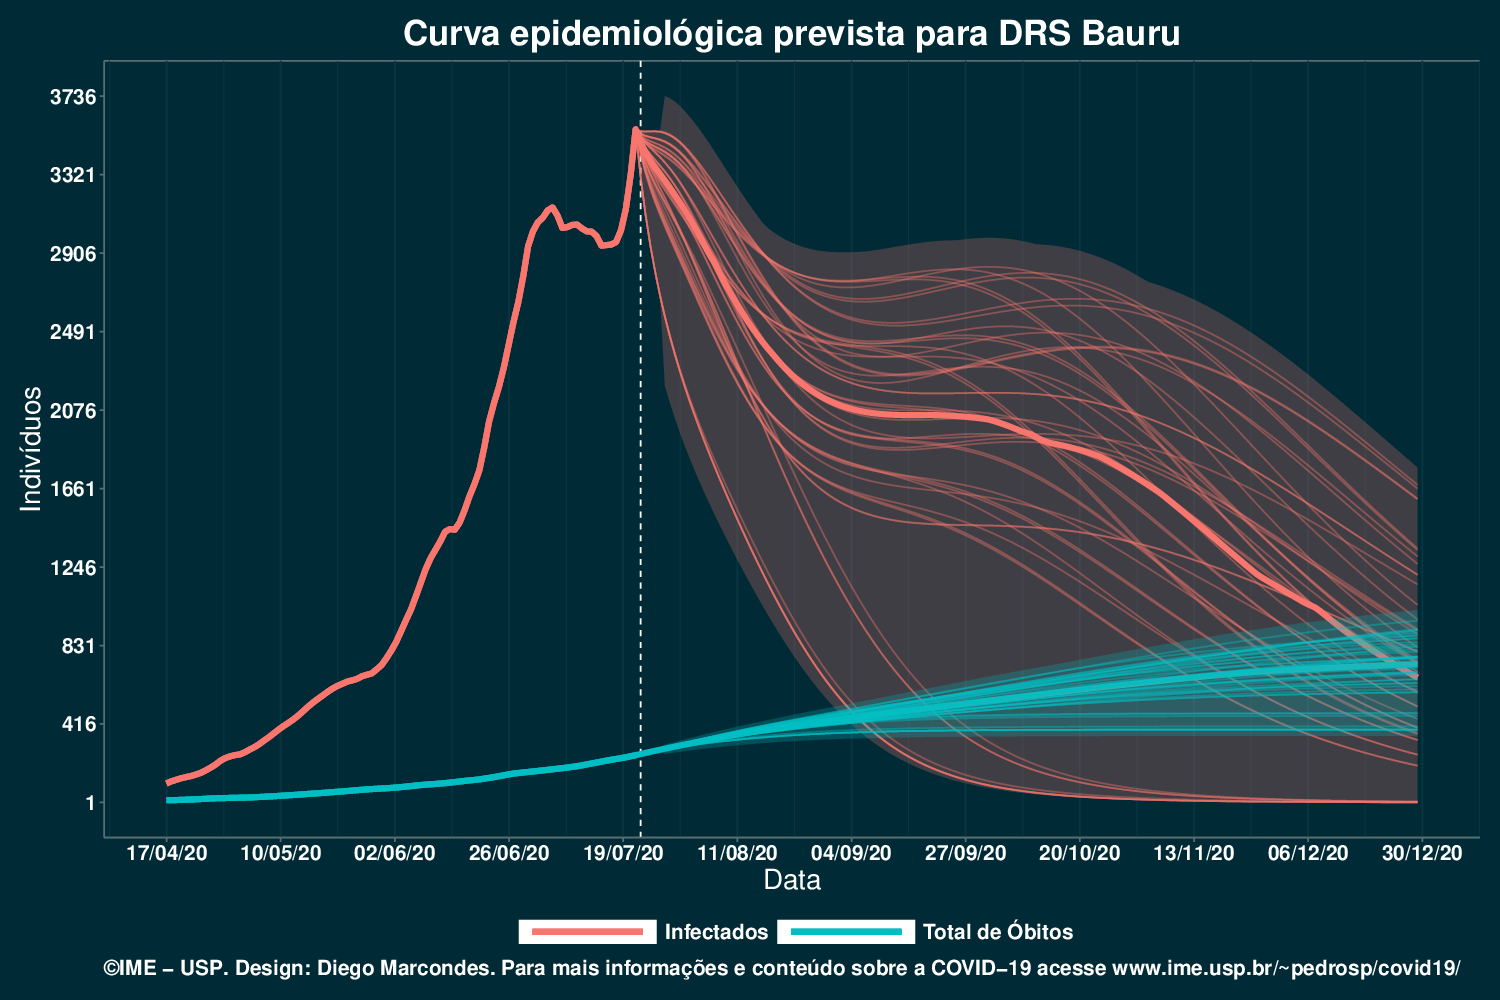 Curva epidemiológica prevista para DRS Bauru
3736
3321
2906
2491
2076
1661
1246
831
416
1
Indivíduos
17/04/20 10/05/20 02/06/20 26/06/20 19/07/20 11/08/20 04/09/20 27/09/20 20/10/20 13/11/20 06/12/20 30/12/20
Data
Infectados Total de Óbitos
©IME − USP. Design: Diego Marcondes. Para mais informações e conteúdo sobre a COVID−19 acesse www.ime.usp.br/~pedrosp/covid19/